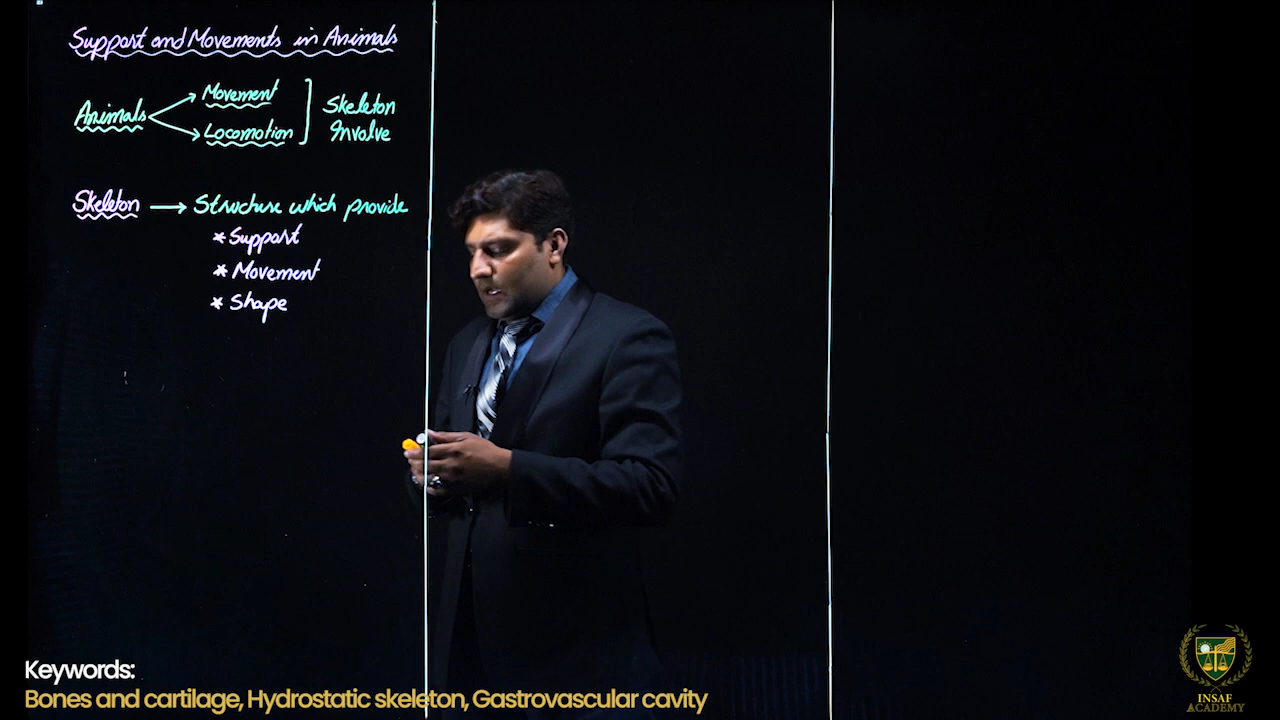 Support and Movements in Animals
Animals
Movement
Locomotion
Skeleton
Involve
Skeleton → Structure which provide
* Support
* Movement
* Shape
Keywords:
Bones and cartilage, Hydrostatic skeleton, Gastrovascular cavity
INSAF
ACADEMY